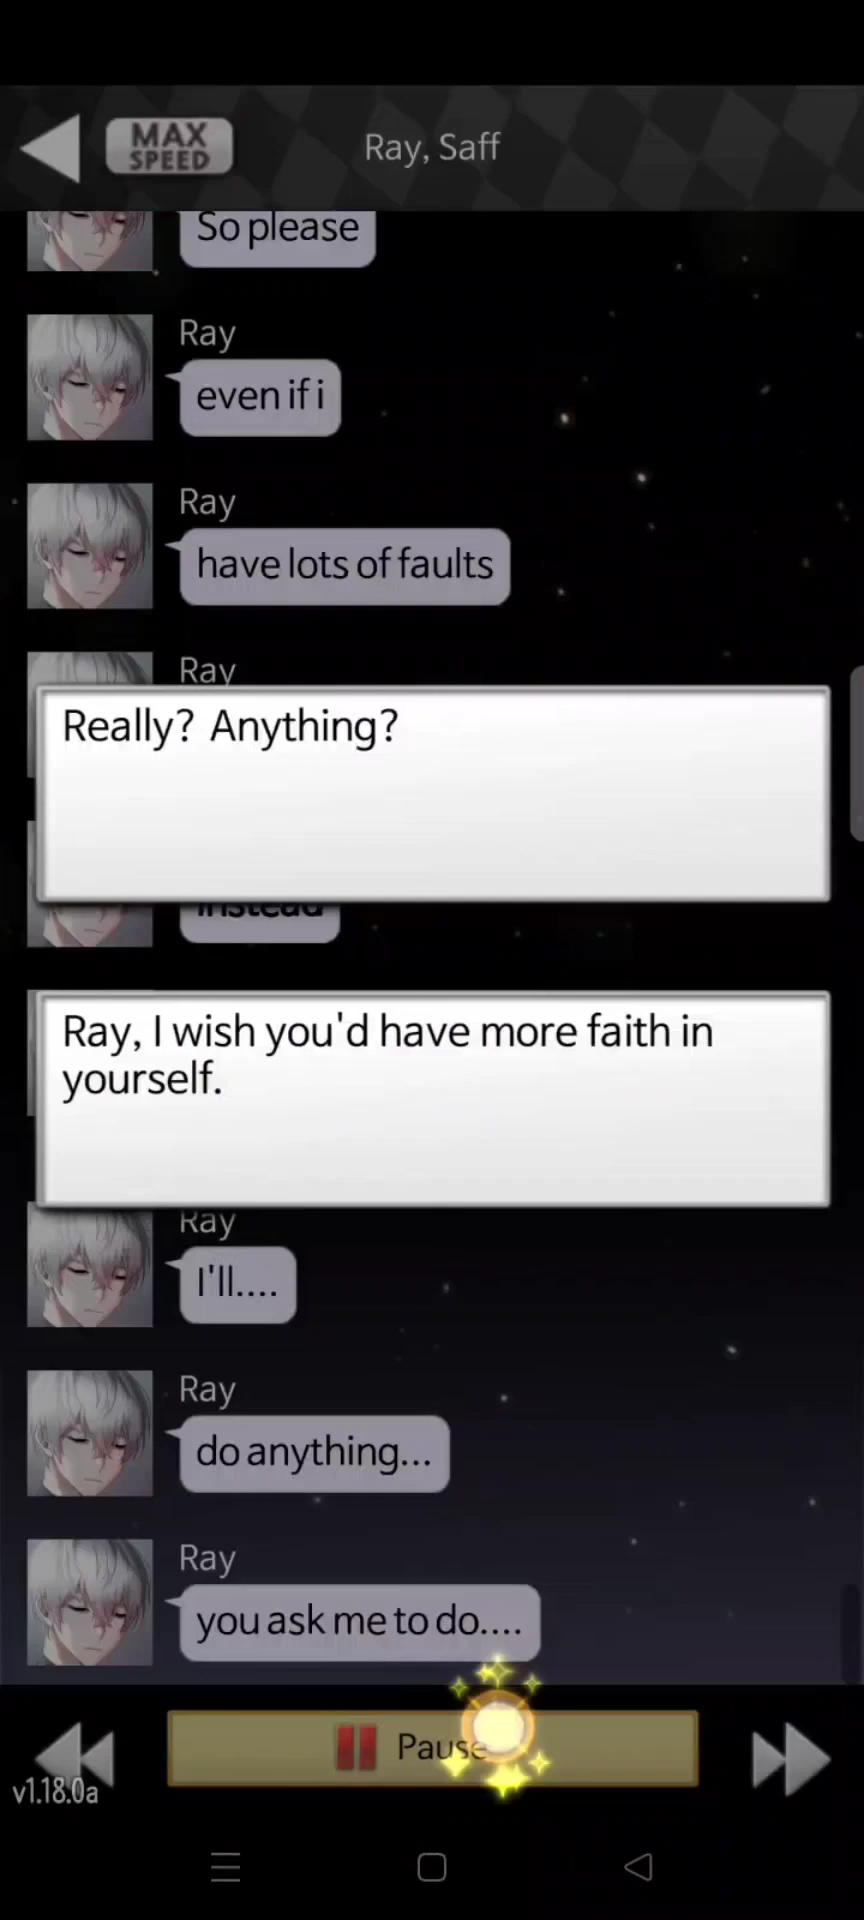 MAX
SPEED
Ray, Saff
So please
Ray
even if i
Ray
have lots of faults
Ray
Really? Anything?
instead
Ray, I wish you'd have more faith in
yourself.
Ray
I'll....
Ray
do anything...
Ray
you ask me to do....
Pause
v1.18.0a